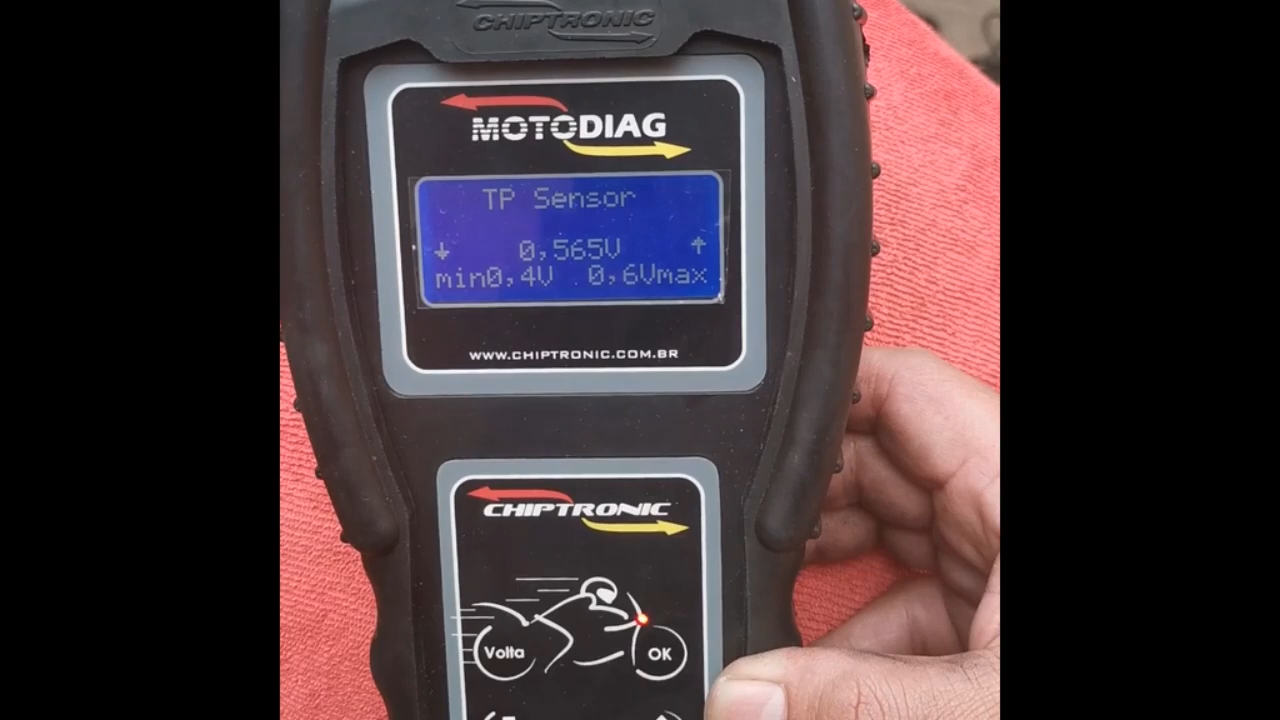 CHIPTRONIC
MOTODIAG
TP Sensor
↓ 0,565V ↑
min0,4V 0,6Vmax
WWW.CHIPTRONIC.COM.BR
CHIPTRONIC
Volta
OK